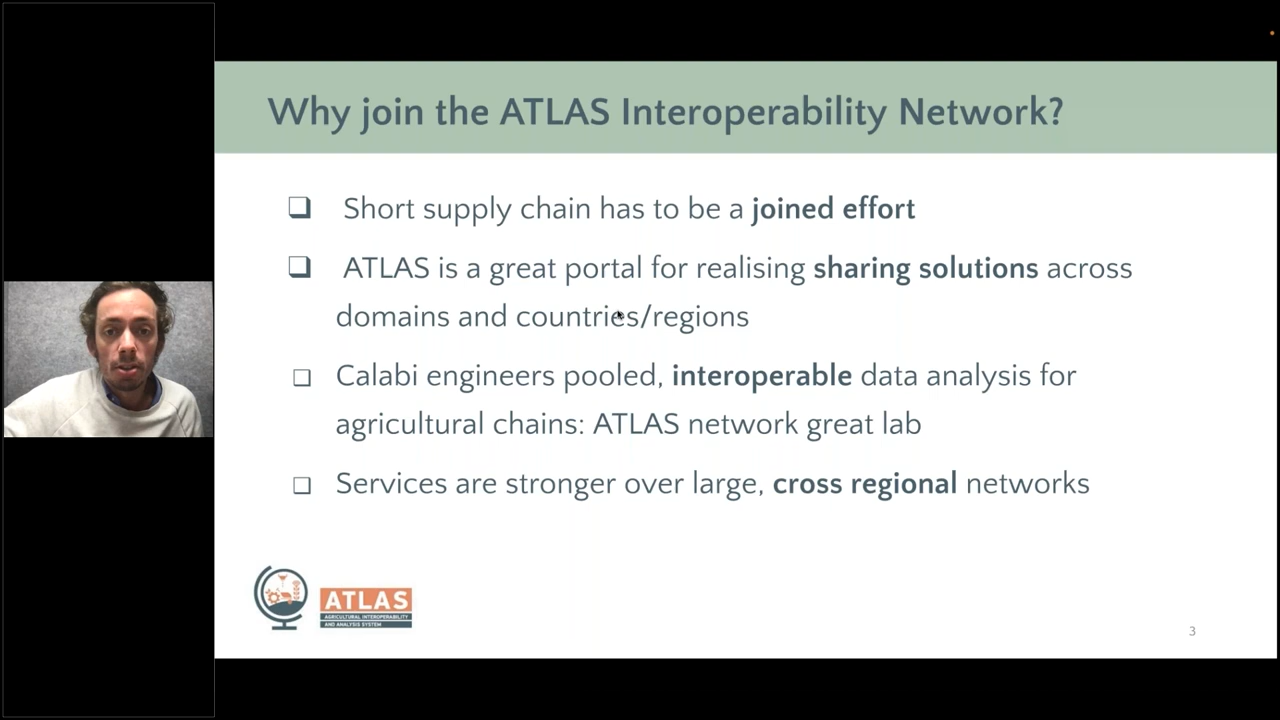 Why join the ATLAS Interoperability Network?
Short supply chain has to be a joined effort
ATLAS is a great portal for realising sharing solutions across
domains and countries/regions
Calabi engineers pooled, interoperable data analysis for
agricultural chains: ATLAS network great lab
Services are stronger over large, cross regional networks
ATLAS
AGRICULTURAL INTEROPERABILITY
AND ANALYSIS SYSTEM
3